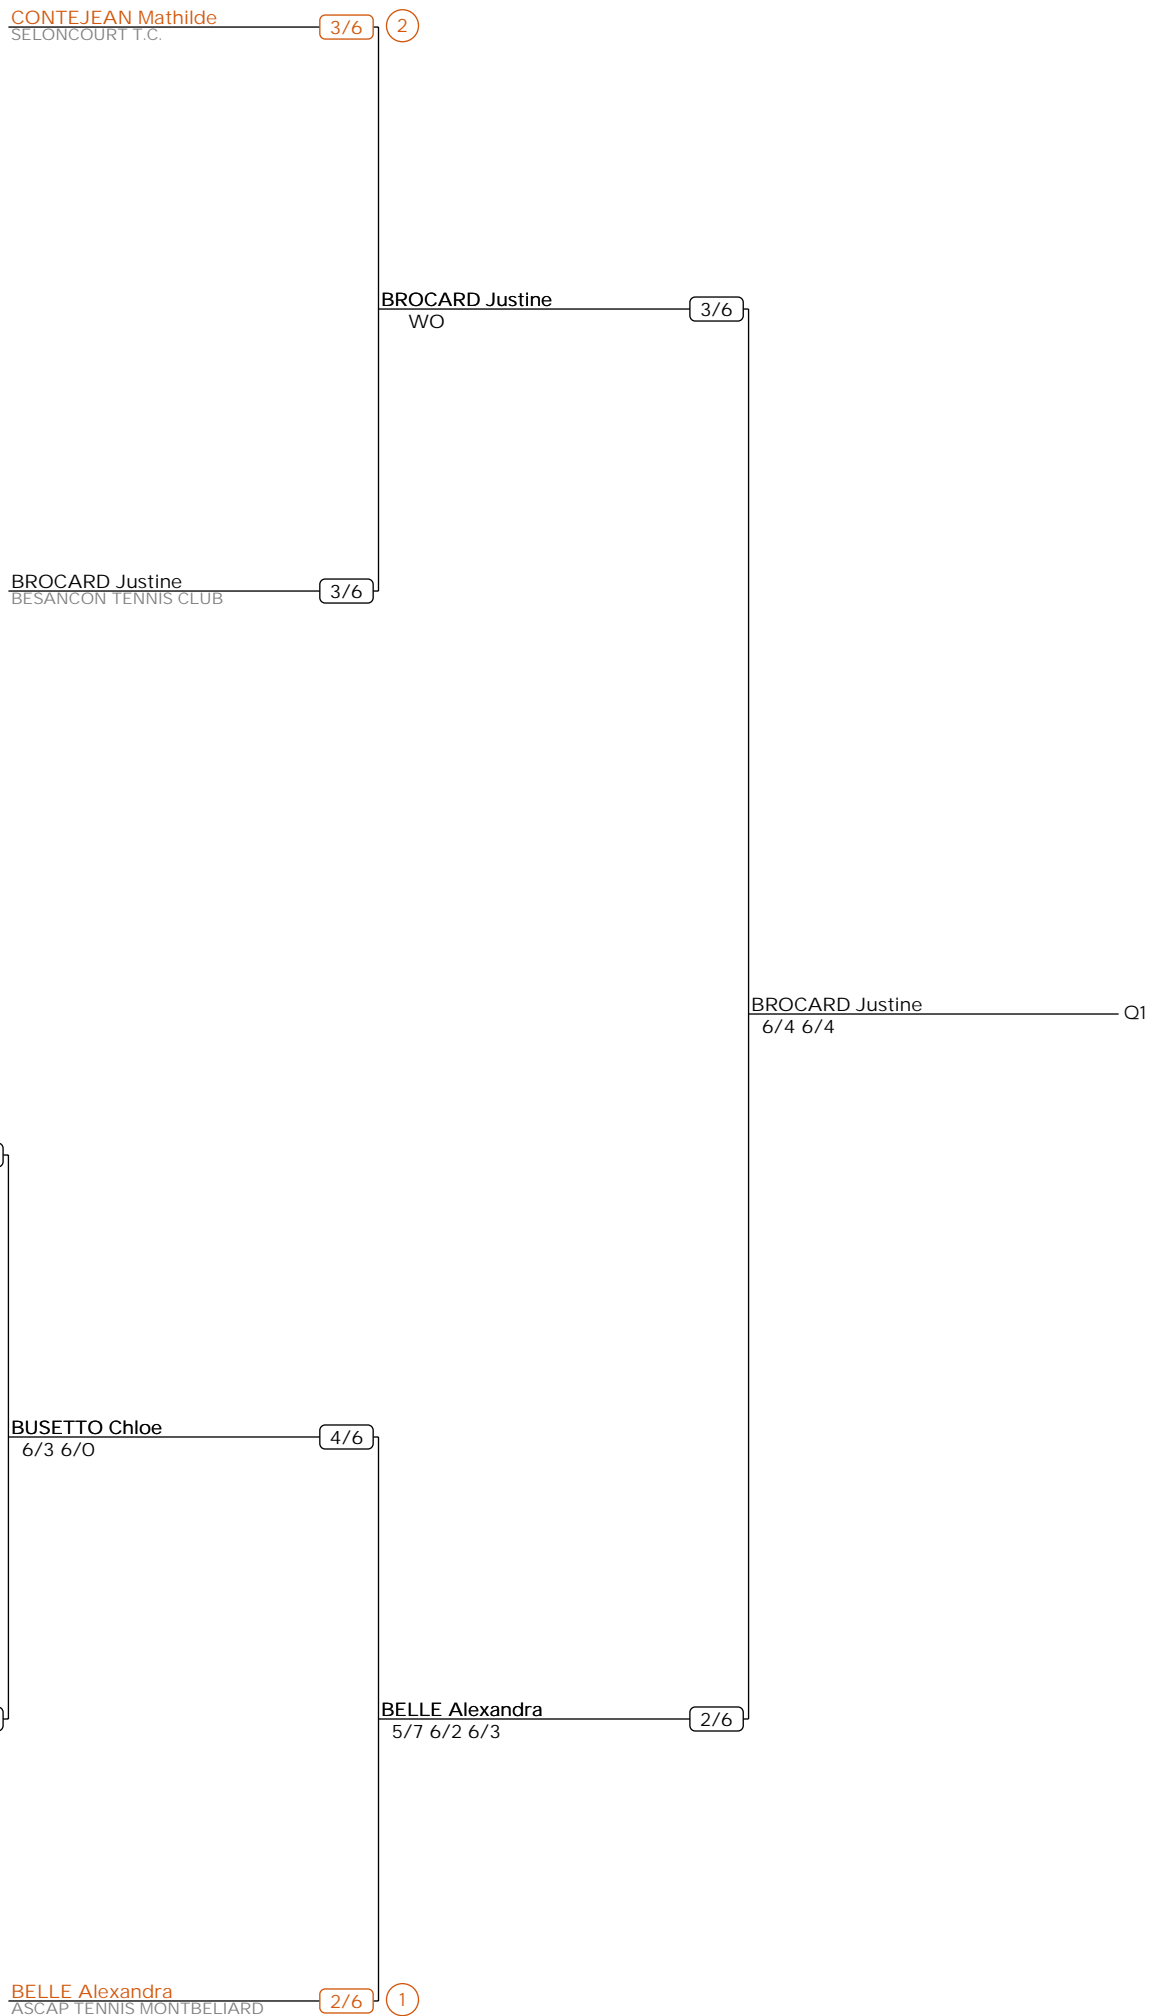 CONTEJEAN Mathilde
SELONCOURT T.C.
3/6
2
BROCARD Justine
WO
3/6
BROCARD Justine
BESANCON TENNIS CLUB
3/6
BROCARD Justine
6/4 6/4
Q1
BUSETTO Chloe
6/3 6/0
4/6
BELLE Alexandra
5/7 6/2 6/3
2/6
BELLE Alexandra
ASCAP TENNIS MONTBELIARD
2/6
1